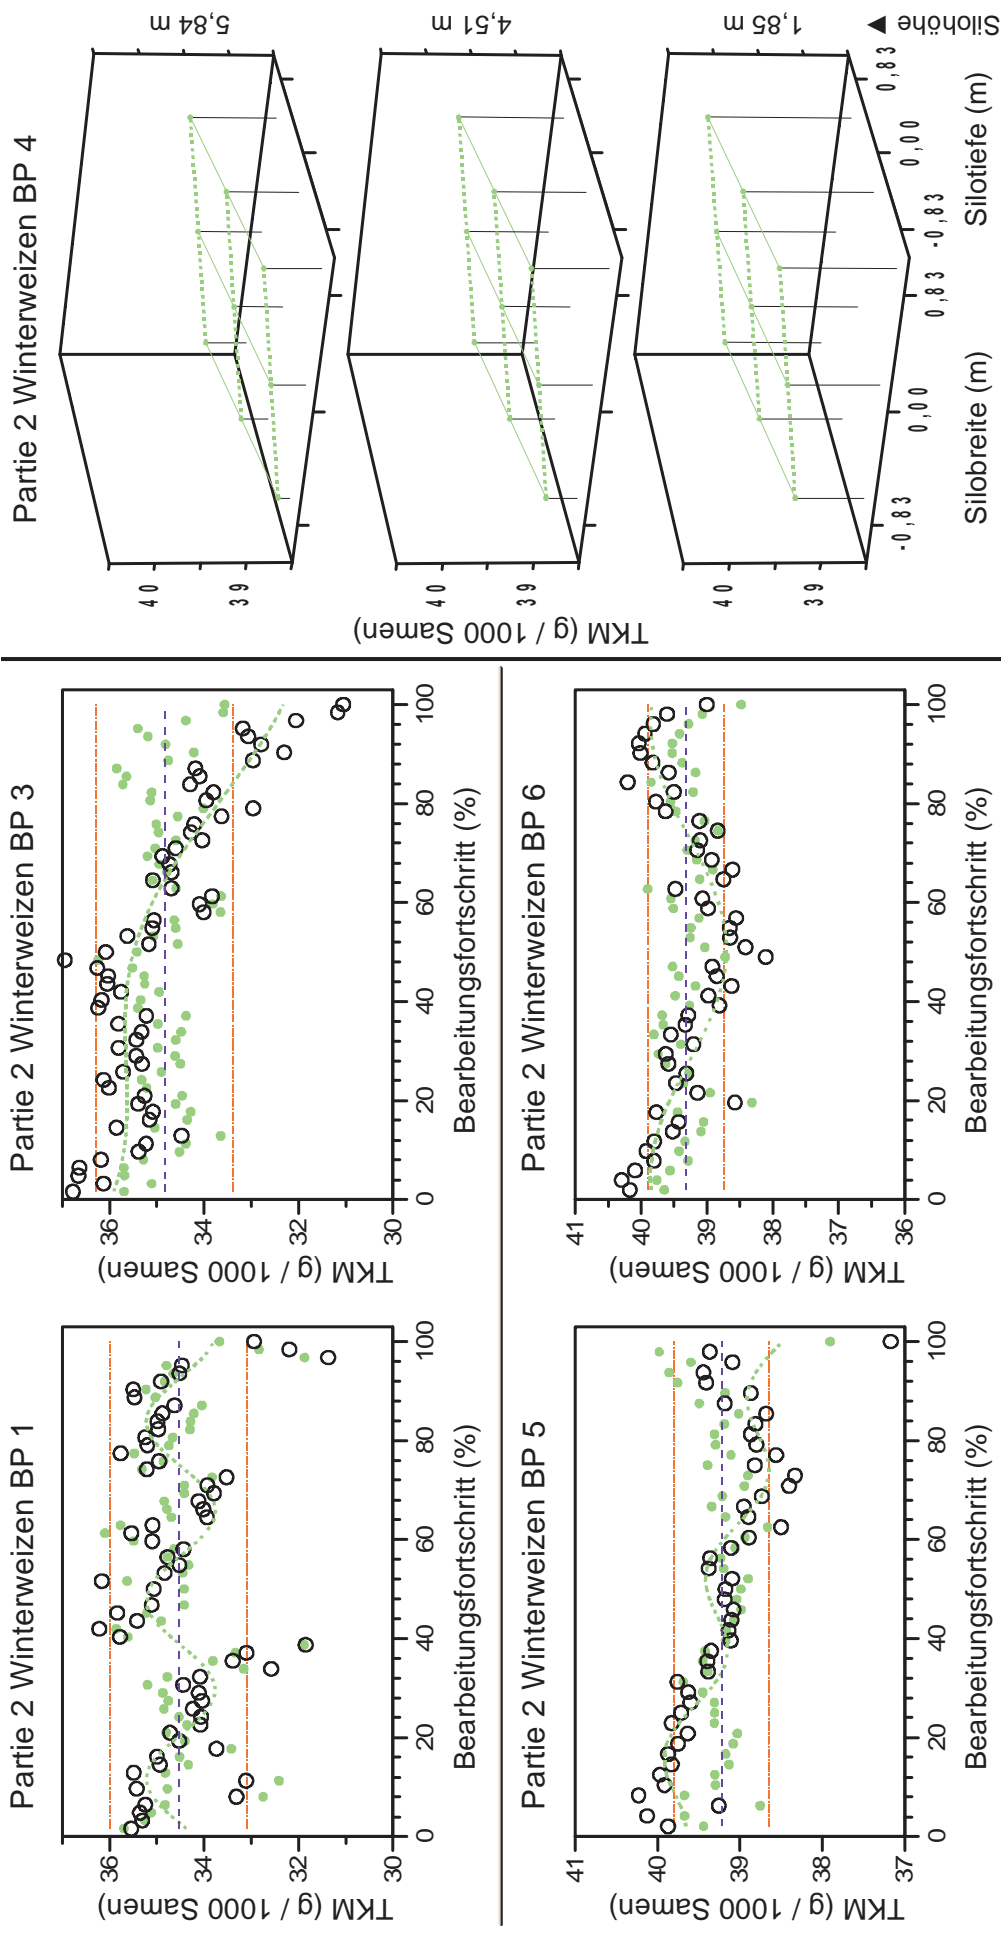 Partie 2 Winterweizen BP 1
TKM (g / 1000 Samen)
36
34
32
30
0
20
40
60
80
100
Bearbeitungsfortschritt (%)
Partie 2 Winterweizen BP 3
TKM (g / 1000 Samen)
36
34
32
30
0
20
40
60
80
100
Bearbeitungsfortschritt (%)
Partie 2 Winterweizen BP 5
TKM (g / 1000 Samen)
41
40
39
38
37
0
20
40
60
80
100
Bearbeitungsfortschritt (%)
Partie 2 Winterweizen BP 6
TKM (g / 1000 Samen)
41
40
39
38
37
36
0
20
40
60
80
100
Bearbeitungsfortschritt (%)
Partie 2 Winterweizen BP 4
TKM (g / 1000 Samen)
40
39
5,84 m
40
39
4,51 m
40
39
1,85 m
Silohöhe ▲
-0,83
0,00
0,83
Silobreite (m)
-0,83
0,00
0,83
Silotiefe (m)